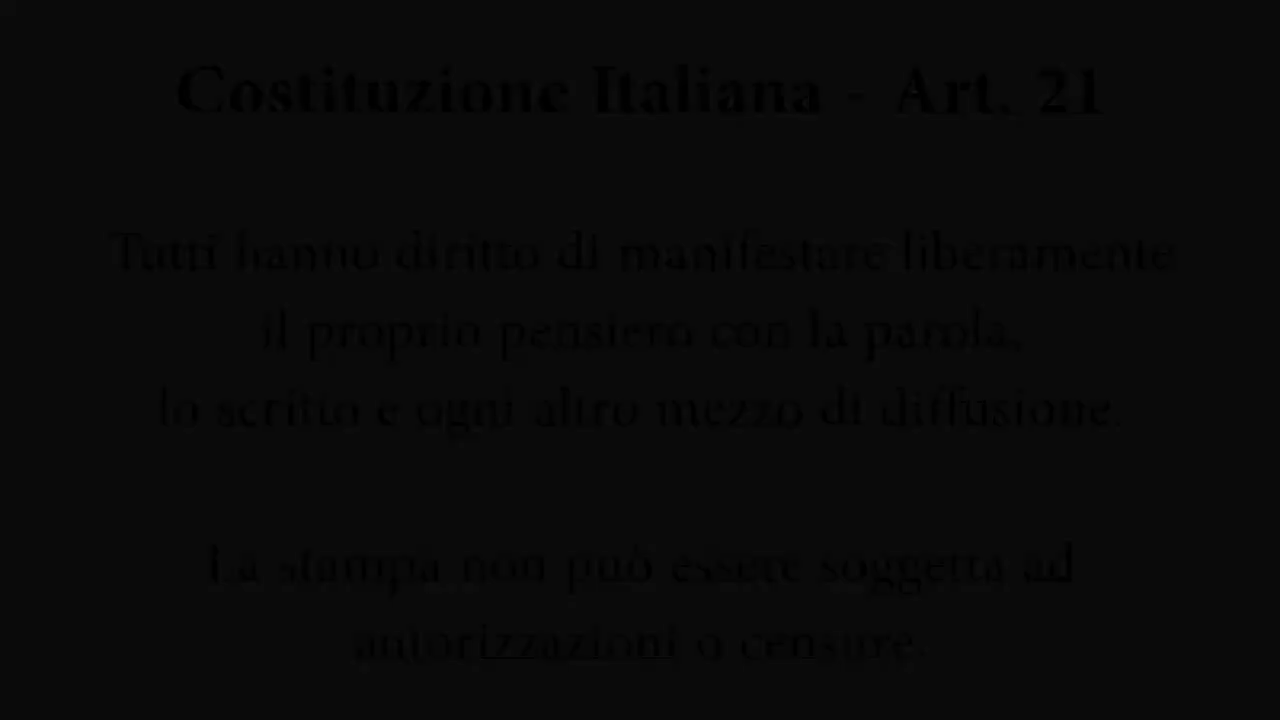 Costituzione Italiana - Art. 21
Tutti hanno diritto di manifestare liberamente
il proprio pensiero con la parola,
lo scritto e ogni altro mezzo di diffusione.
La stampa non può essere soggetta ad
autorizzazioni o censure.